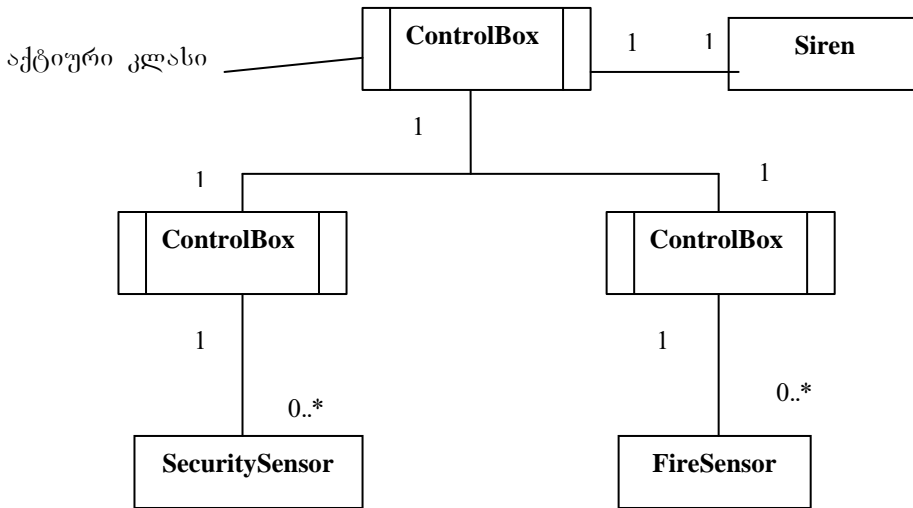 ControlBox
1
1
Siren
აქტიური კლასი
1
1
1
ControlBox
ControlBox
1
1
0..*
0..*
SecuritySensor
FireSensor